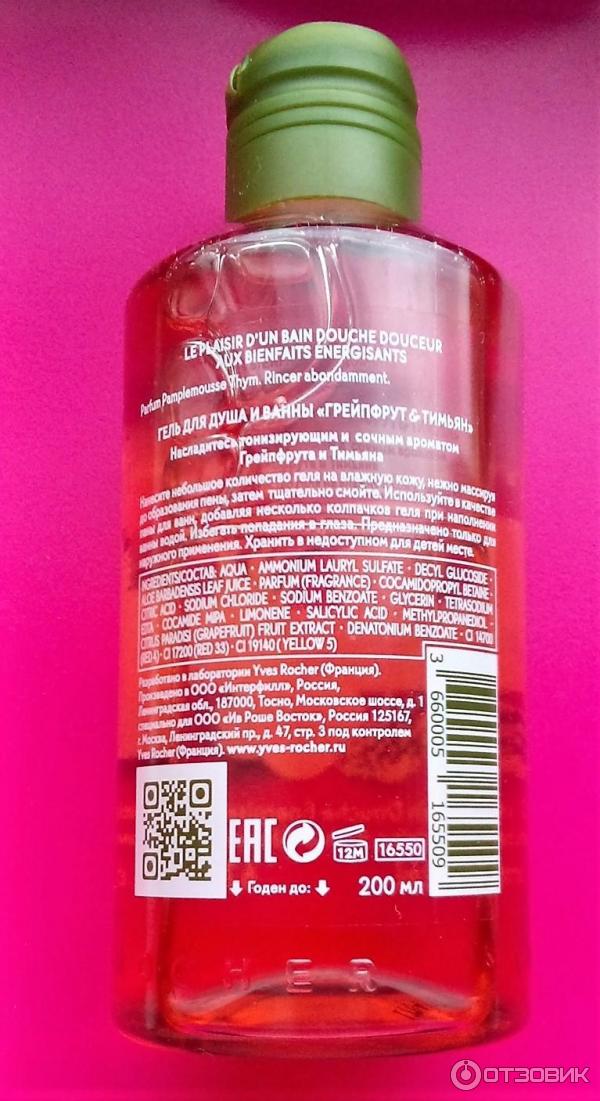 LE PLAISIR D'UN BAIN DOUCHE DOUCEUR
AUX BIENFAITS ÉNERGISANTS
Parfum Pamplemousse Thym. Rincer abondamment.
ГЕЛЬ ДЛЯ ДУША И ВАННЫ «ГРЕЙПФРУТ & ТИМЬЯН»
Насладитесь тонизирующим и сочным ароматом
Грейпфрута и Тимьяна
Нанесите небольшое количество геля на влажную кожу, нежно массируя
до образования пены, затем тщательно смойте. Используйте в качестве
пены для ванн, добавляя несколько колпачков геля при наполнении
ванны водой. Избегать попадания в глаза. Предназначено только для
наружного применения. Хранить в недоступном для детей месте.
INGREDIENTS/СОСТАВ: AQUA • AMMONIUM LAURYL SULFATE • DECYL GLUCOSIDE •
ALOE BARBADENSIS LEAF JUICE • PARFUM (FRAGRANCE) • COCAMIDOPROPYL BETAINE •
CITRIC ACID • SODIUM CHLORIDE • SODIUM BENZOATE • GLYCERIN • TETRASODIUM
EDTA • COCAMIDE MIPA • LIMONENE • SALICYLIC ACID • METHYLPROPANEDIOL •
CITRUS PARADISI (GRAPEFRUIT) FRUIT EXTRACT • DENATONIUM BENZOATE • CI 14700
(RED 4) • CI 17200 (RED 33) • CI 19140 (YELLOW 5)
Разработано в лаборатории Yves Rocher (Франция).
Произведено в ООО «Интерфилл», Россия,
Ленинградская обл., 187000, Тосно, Московское шоссе, д. 1
специально для ООО «Ив Роше Восток», Россия 125167,
г. Москва, Ленинградский пр., д. 47, стр. 3 под контролем
Yves Rocher (Франция). www.yves-rocher.ru
3 660005 165509
EAC
12M
16550
Годен до:
200 мл
CHER
ОТЗОВИК